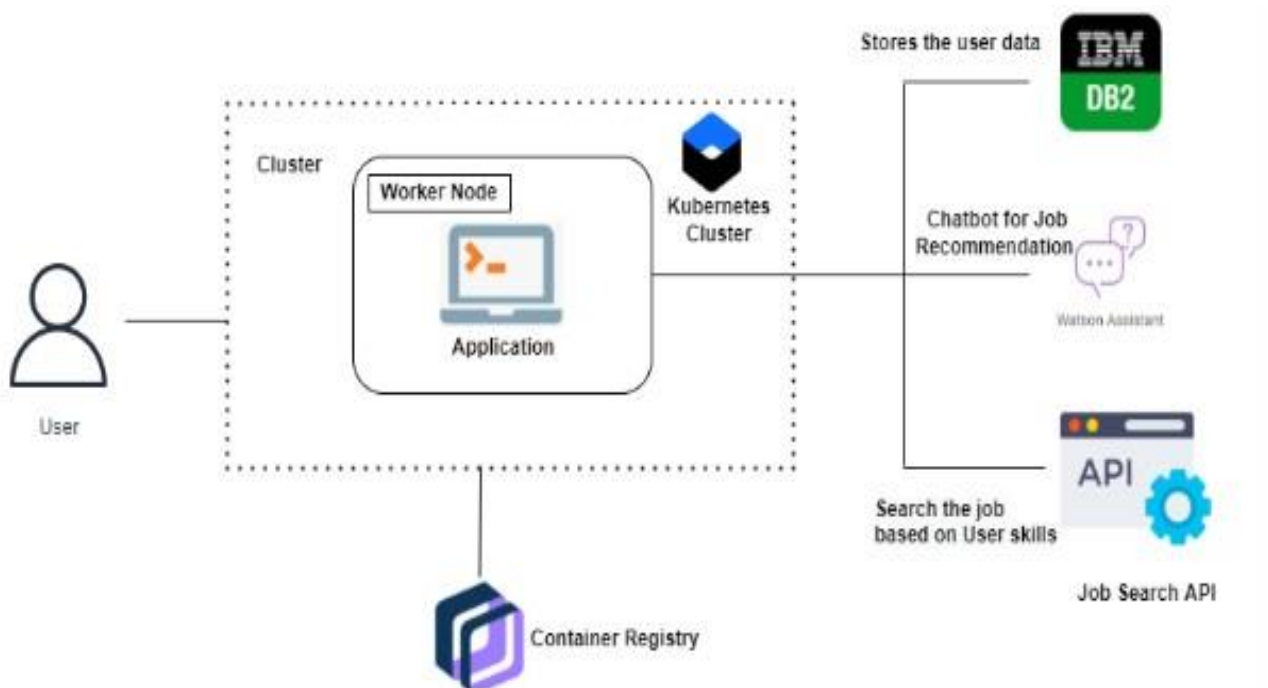 Stores the user data
IBM
DB2
Cluster
Worker Node
Kubernetes
Cluster
Application
Chatbot for Job
Recommendation
?
Watson Assistant
User
API
Search the job
based on User skills
Job Search API
Container Registry